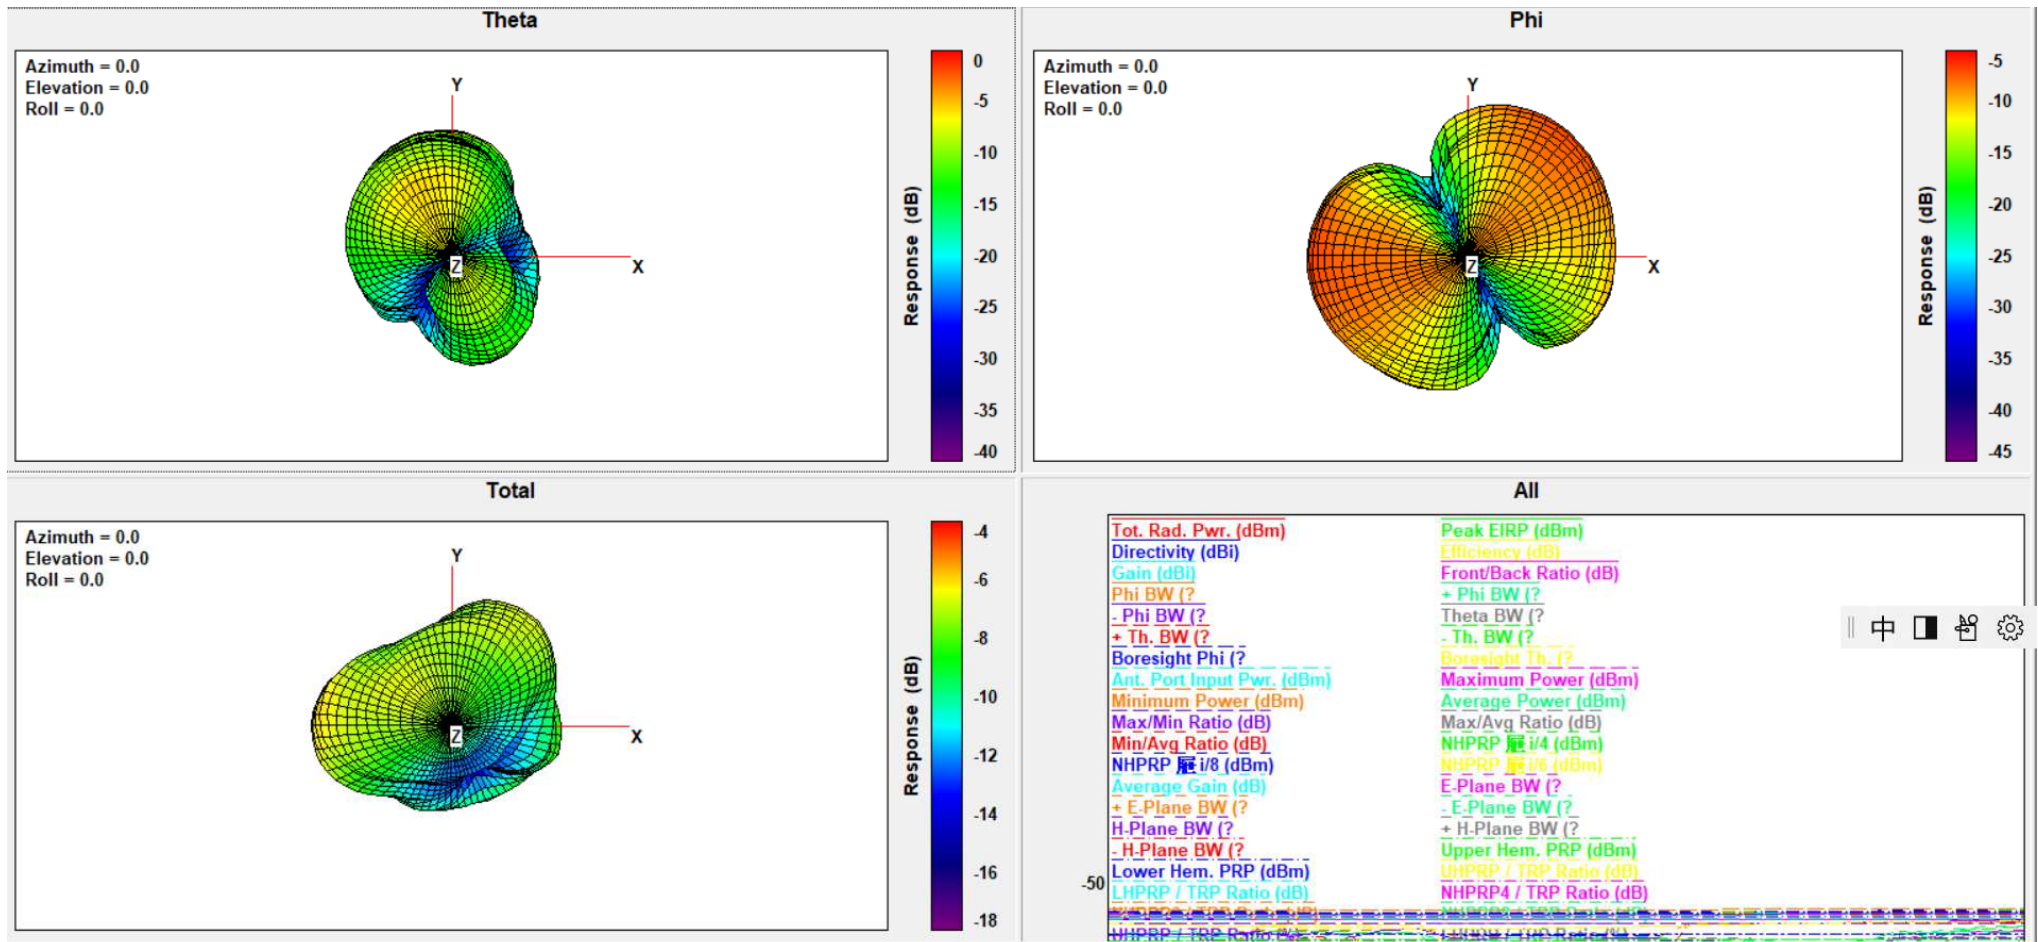 Theta
Azimuth = 0.0
Elevation = 0.0
Roll = 0.0
Y
X
Z
0
-5
-10
-15
-20
-25
-30
-35
-40
Response (dB)
Phi
Azimuth = 0.0
Elevation = 0.0
Roll = 0.0
Y
X
Z
-5
-10
-15
-20
-25
-30
-35
-40
-45
Response (dB)
Total
Azimuth = 0.0
Elevation = 0.0
Roll = 0.0
Y
X
Z
-4
-6
-8
-10
-12
-14
-16
-18
Response (dB)
All
Tot. Rad. Pwr. (dBm) Peak EIRP (dBm)
Directivity (dBi) Efficiency (dB)
Gain (dBi) Front/Back Ratio (dB)
Phi BW (? + Phi BW (?
- Phi BW (? Theta BW (?
+ Th. BW (? - Th. BW (?
Boresight Phi (? Boresight Th. (?
Ant. Port Input Pwr. (dBm) Maximum Power (dBm)
Minimum Power (dBm) Average Power (dBm)
Max/Min Ratio (dB) Max/Avg Ratio (dB)
Min/Avg Ratio (dB) NHPRP i/4 (dBm)
NHPRP i/8 (dBm) NHPRP i/6 (dBm)
Average Gain (dB) E-Plane BW (?
+ E-Plane BW (? - E-Plane BW (?
H-Plane BW (? + H-Plane BW (?
- H-Plane BW (? Upper Hem. PRP (dBm)
Lower Hem. PRP (dBm) UHPRP / TRP Ratio (dB)
LHPRP / TRP Ratio (dB) NHPRP4 / TRP Ratio (dB)
-50
中